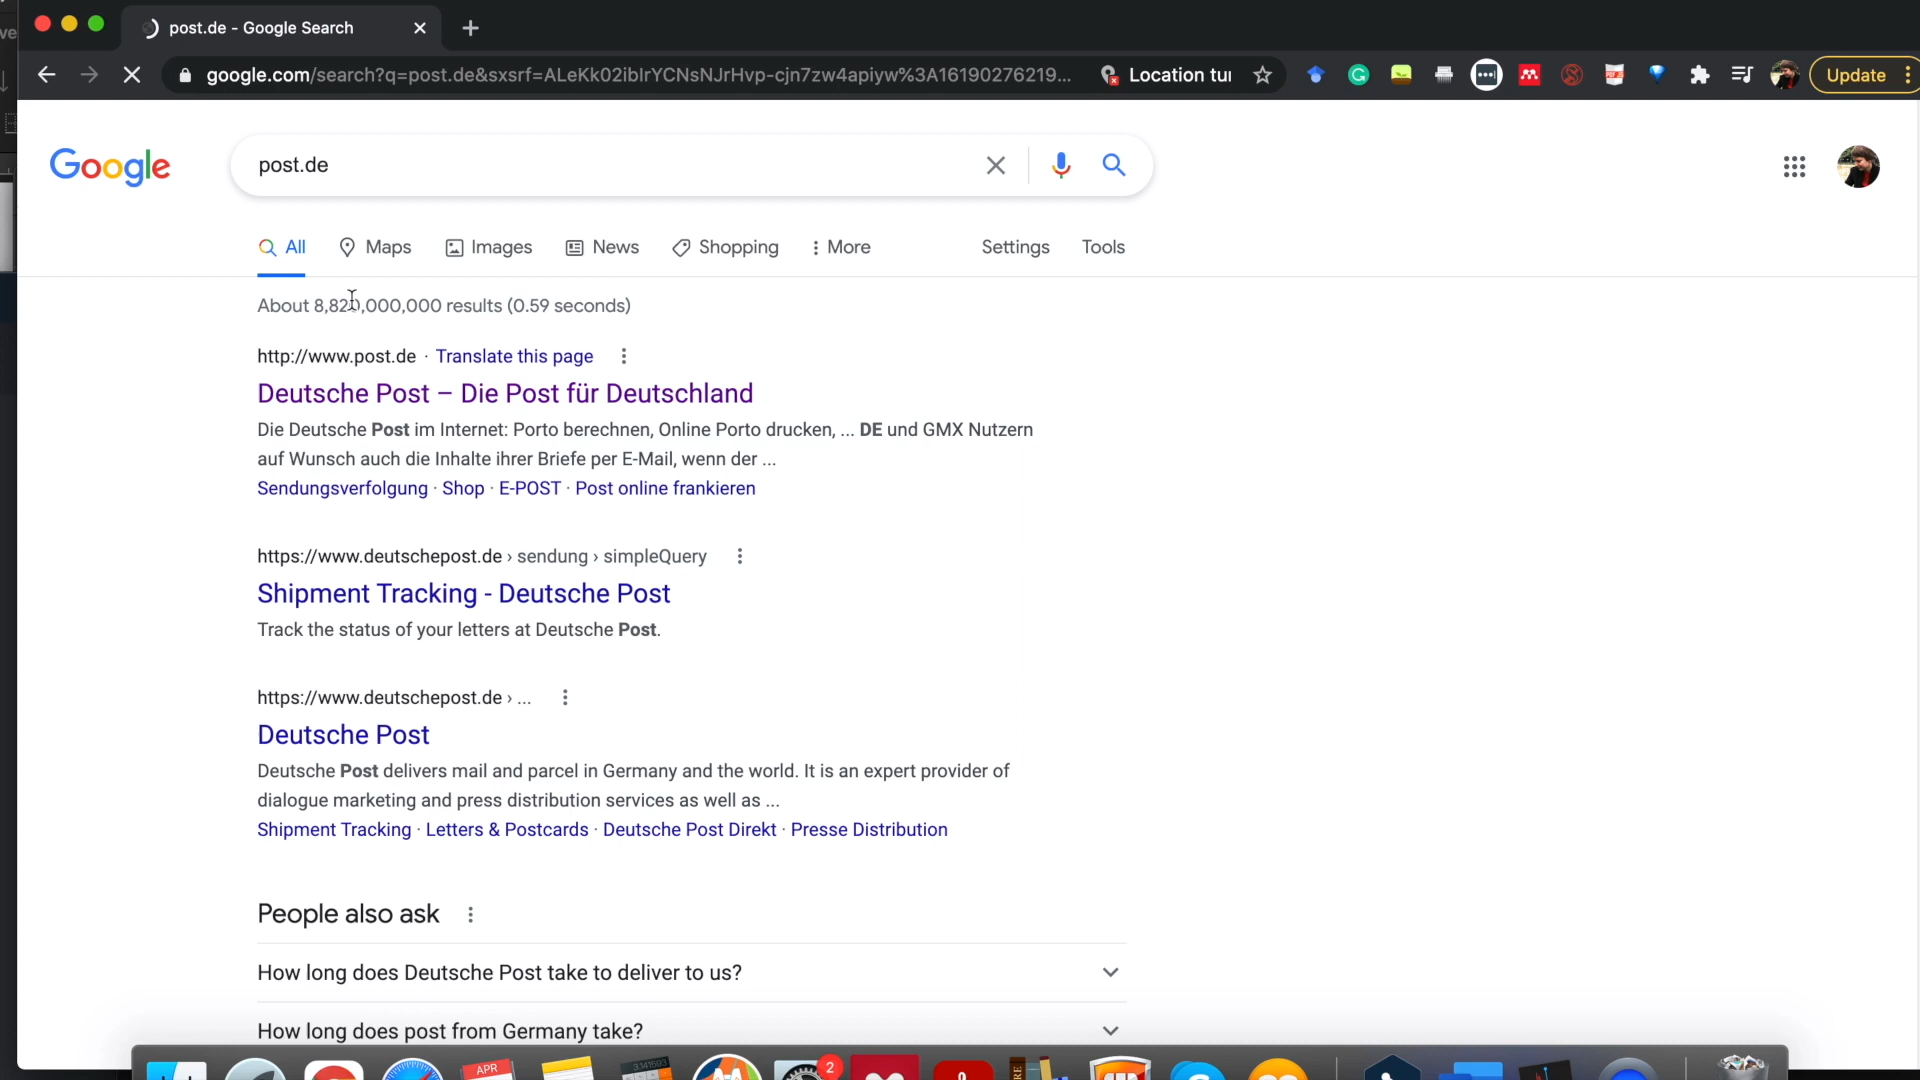 post.de - Google Search
google.com/search?q=post.de&sxsrf=ALeKk02iblrYCNsNJrHvp-cjn7zw4apiyw%3A16190276219...
Location tur
Update
Google
post.de
All
Maps
Images
News
Shopping
More
Settings
Tools
About 8,820,000,000 results (0.59 seconds)
http://www.post.de · Translate this page
Deutsche Post – Die Post für Deutschland
Die Deutsche Post im Internet: Porto berechnen, Online Porto drucken, ... DE und GMX Nutzern
auf Wunsch auch die Inhalte ihrer Briefe per E-Mail, wenn der ...
Sendungsverfolgung · Shop · E-POST · Post online frankieren
https://www.deutschepost.de › sendung › simpleQuery
Shipment Tracking - Deutsche Post
Track the status of your letters at Deutsche Post.
https://www.deutschepost.de › ...
Deutsche Post
Deutsche Post delivers mail and parcel in Germany and the world. It is an expert provider of
dialogue marketing and press distribution services as well as ...
Shipment Tracking · Letters & Postcards · Deutsche Post Direkt · Presse Distribution
People also ask
How long does Deutsche Post take to deliver to us?
How long does post from Germany take?
APR
2